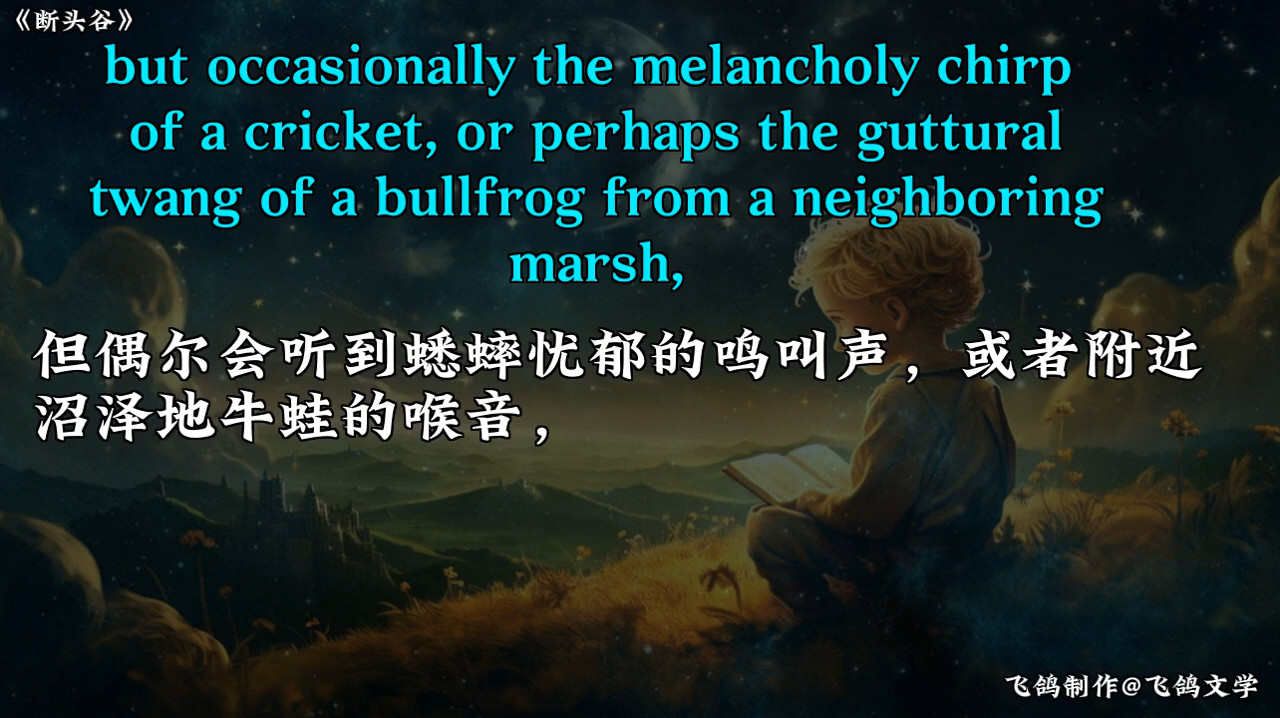 《断头谷》
but occasionally the melancholy chirp
of a cricket, or perhaps the guttural
twang of a bullfrog from a neighboring
marsh,
但偶尔会听到蟋蟀忧郁的鸣叫声，或者附近
沼泽地牛蛙的喉音，
飞鸽制作@飞鸽文学